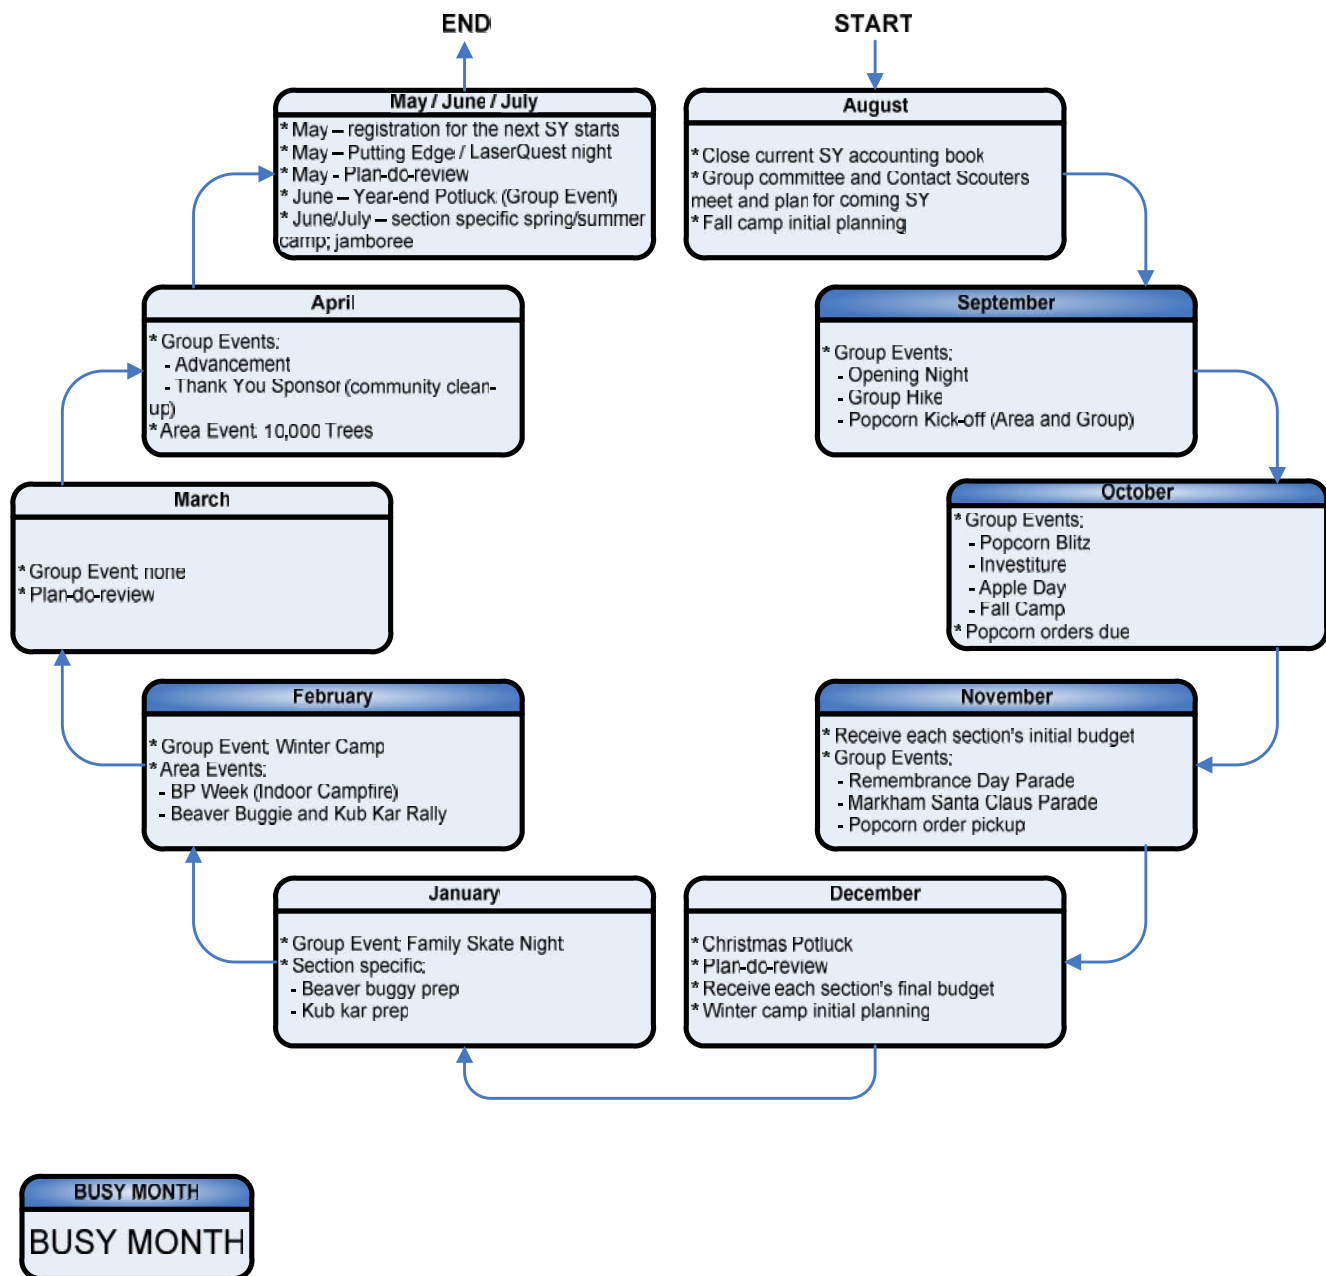 END
START
May / June / July
* May – registration for the next SY starts
* May – Putting Edge / LaserQuest night
* May - Plan-do-review
* June – Year-end Potluck (Group Event)
* June/July – section specific spring/summer
camp; jamboree
August
* Close current SY accounting book
* Group committee and Contact Scouters
meet and plan for coming SY
* Fall camp initial planning
April
* Group Events:
- Advancement
- Thank You Sponsor (community clean-
up)
* Area Event: 10,000 Trees
September
* Group Events:
- Opening Night
- Group Hike
- Popcorn Kick-off (Area and Group)
March
* Group Event: none
* Plan-do-review
October
* Group Events:
- Popcorn Blitz
- Investiture
- Apple Day
- Fall Camp
* Popcorn orders due
February
* Group Event: Winter Camp
* Area Events:
- BP Week (Indoor Campfire)
- Beaver Buggie and Kub Kar Rally
November
* Receive each section's initial budget
* Group Events:
- Remembrance Day Parade
- Markham Santa Claus Parade
- Popcorn order pickup
January
* Group Event: Family Skate Night
* Section specific:
- Beaver buggy prep
- Kub kar prep
December
* Christmas Potluck
* Plan-do-review
* Receive each section's final budget
* Winter camp initial planning
BUSY MONTH
BUSY MONTH